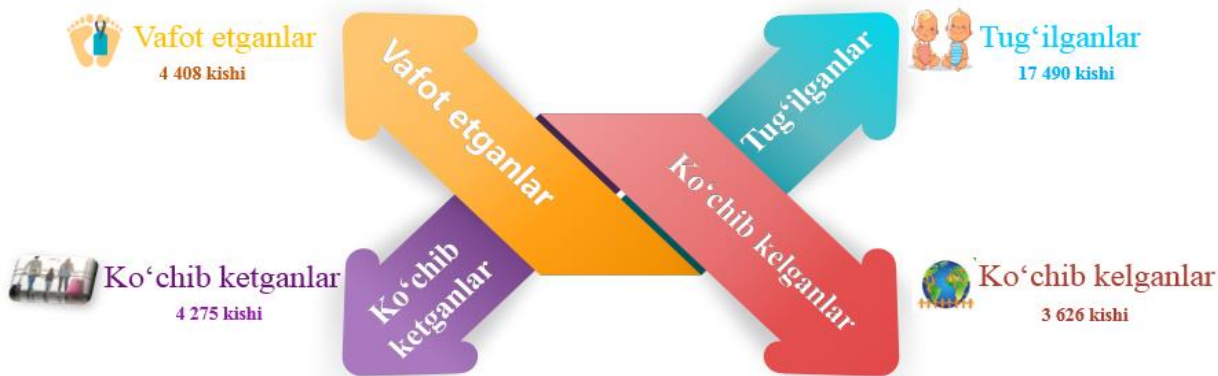 Vafot etganlar
4 408 kishi
Tug‘ilganlar
17 490 kishi
Vafot etganlar
Tug‘ilganlar
Ko‘chib kelganlar
Ko‘chib
ketganlar
Ko‘chib ketganlar
4 275 kishi
Ko‘chib kelganlar
3 626 kishi